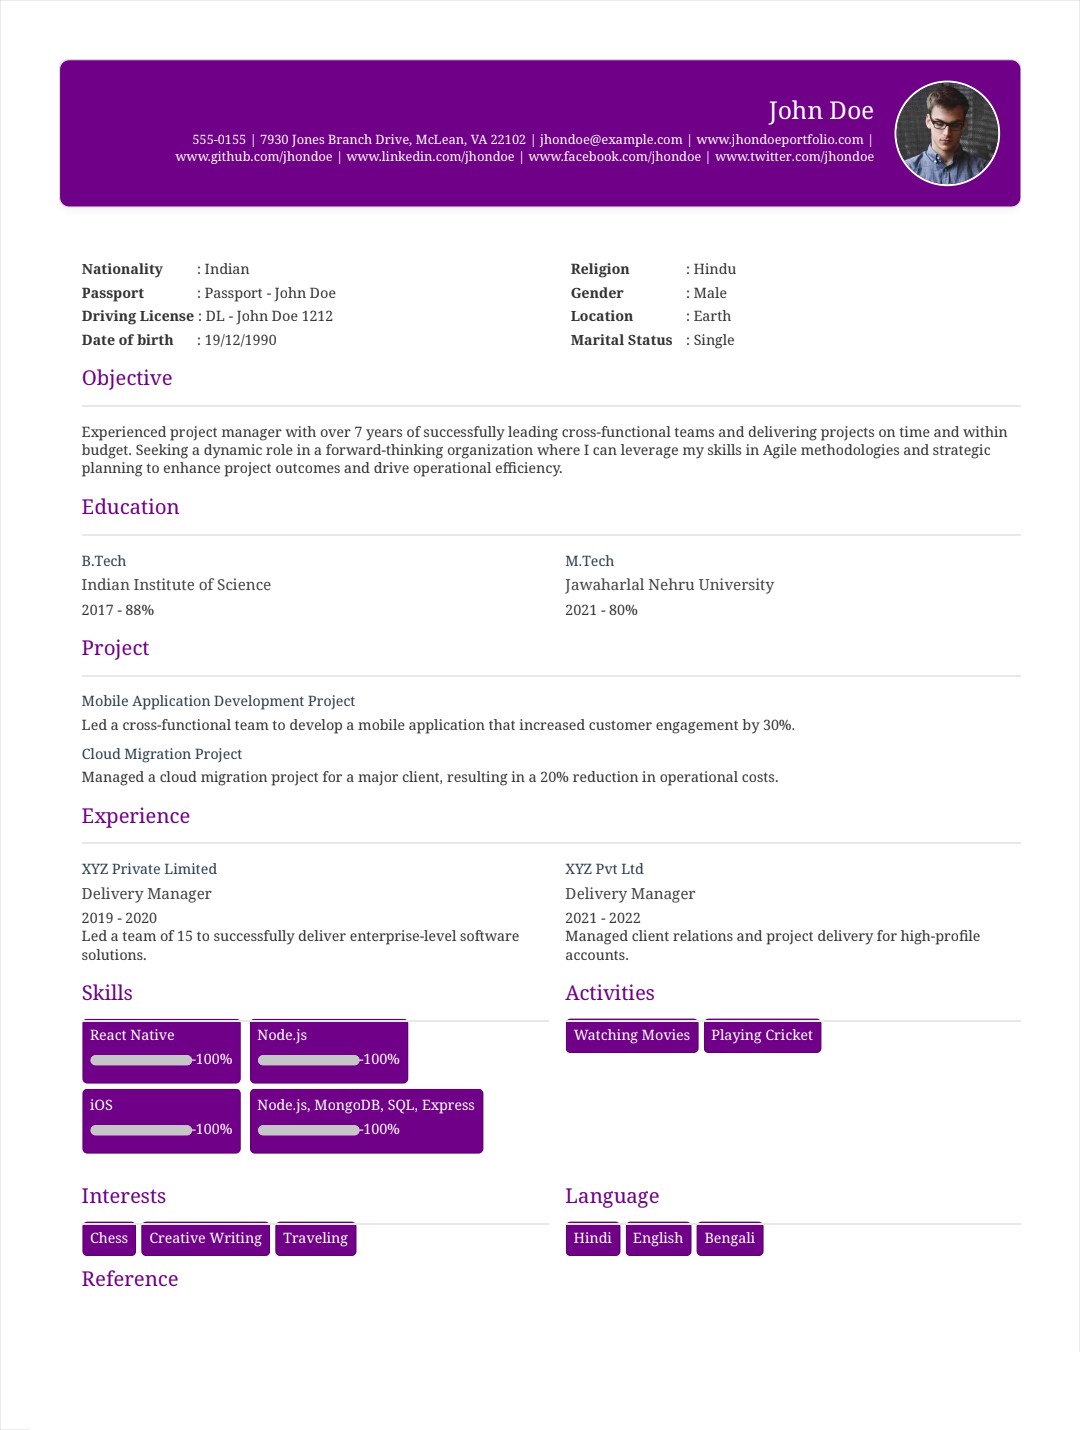 John Doe
555-0155 | 7930 Jones Branch Drive, McLean, VA 22102 | jhondoe@example.com | www.jhondoeportfolio.com |
www.github.com/jhondoe | www.linkedin.com/jhondoe | www.facebook.com/jhondoe | www.twitter.com/jhondoe
Nationality : Indian
Passport : Passport - John Doe
Driving License : DL - John Doe 1212
Date of birth : 19/12/1990
Religion : Hindu
Gender : Male
Location : Earth
Marital Status : Single
Objective
Experienced project manager with over 7 years of successfully leading cross-functional teams and delivering projects on time and within
budget. Seeking a dynamic role in a forward-thinking organization where I can leverage my skills in Agile methodologies and strategic
planning to enhance project outcomes and drive operational efficiency.
Education
B.Tech
Indian Institute of Science
2017 - 88%
M.Tech
Jawaharlal Nehru University
2021 - 80%
Project
Mobile Application Development Project
Led a cross-functional team to develop a mobile application that increased customer engagement by 30%.
Cloud Migration Project
Managed a cloud migration project for a major client, resulting in a 20% reduction in operational costs.
Experience
XYZ Private Limited
Delivery Manager
2019 - 2020
Led a team of 15 to successfully deliver enterprise-level software
solutions.
XYZ Pvt Ltd
Delivery Manager
2021 - 2022
Managed client relations and project delivery for high-profile
accounts.
Skills
React Native
-100%
Node.js
-100%
iOS
-100%
Node.js, MongoDB, SQL, Express
-100%
Activities
Watching Movies
Playing Cricket
Interests
Chess
Creative Writing
Traveling
Language
Hindi
English
Bengali
Reference